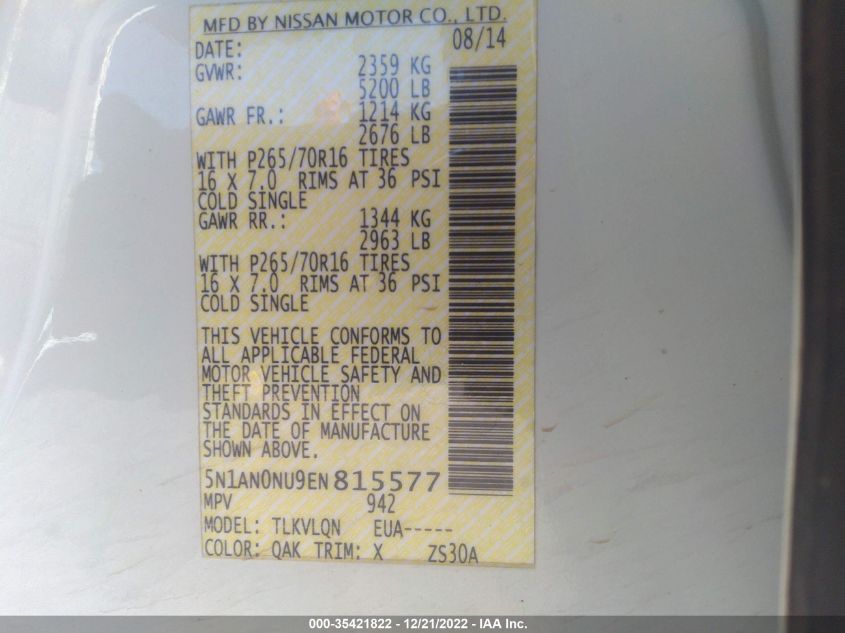 MFD BY NISSAN MOTOR CO., LTD.
DATE: 08/14
GVWR: 2359 KG
5200 LB
GAWR FR.: 1214 KG
2676 LB
WITH P265/70R16 TIRES
16 X 7.0 RIMS AT 36 PSI
COLD SINGLE
GAWR RR.: 1344 KG
2963 LB
WITH P265/70R16 TIRES
16 X 7.0 RIMS AT 36 PSI
COLD SINGLE
THIS VEHICLE CONFORMS TO
ALL APPLICABLE FEDERAL
MOTOR VEHICLE SAFETY AND
THEFT PREVENTION
STANDARDS IN EFFECT ON
THE DATE OF MANUFACTURE
SHOWN ABOVE.
5N1AN0NU9EN815577
MPV 942
MODEL: TLKVLQN EUA-----
COLOR: QAK TRIM: X ZS30A
000-35421822 - 12/21/2022 - IAA Inc.